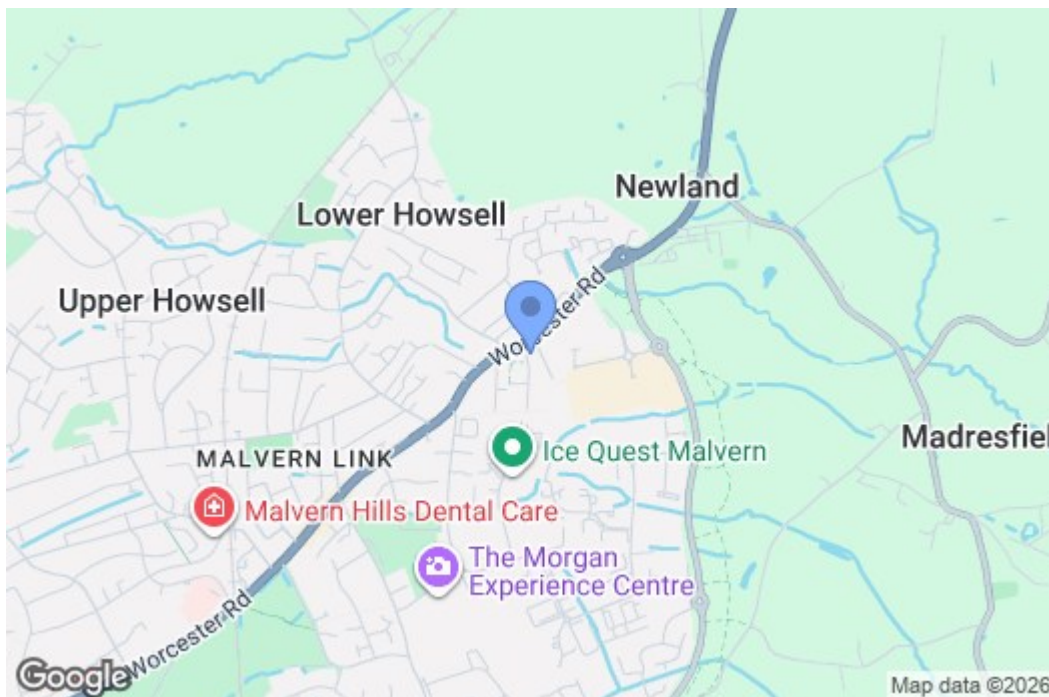 Newland
Lower Howsell
Upper Howsell
Worcester Rd
Madresfiel
Ice Quest Malvern
MALVERN LINK
Malvern Hills Dental Care
The Morgan
Experience Centre
Worcester Rd
Google
Map data ©2026